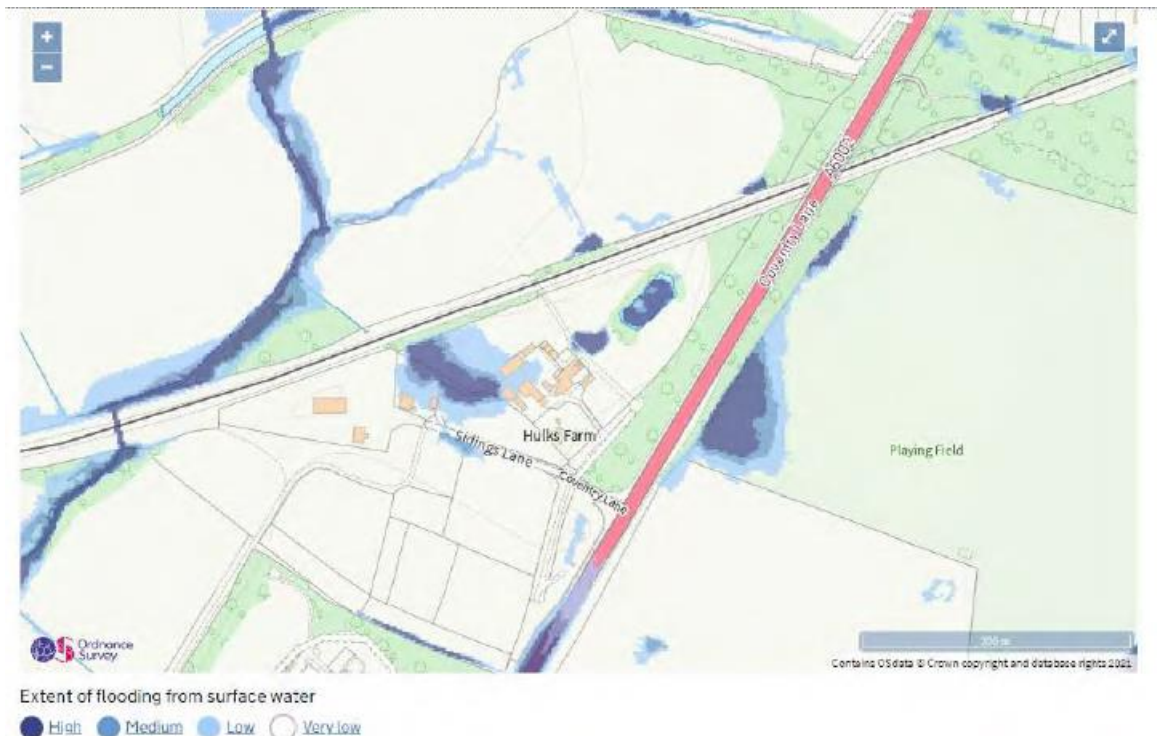 +
−
A6002
Coventry Lane
Hulks Farm
Sidings Lane
Coventry Lane
Playing Field
Ordnance
Survey
Contains OS data © Crown copyright and database rights 2021
Extent of flooding from surface water
High Medium Low Very low